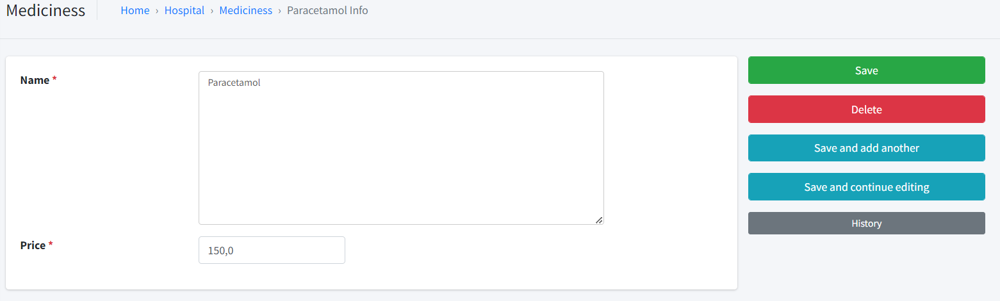 Mediciness
Home › Hospital › Mediciness › Paracetamol Info
Name *
Paracetamol
Price *
150,0
Save
Delete
Save and add another
Save and continue editing
History